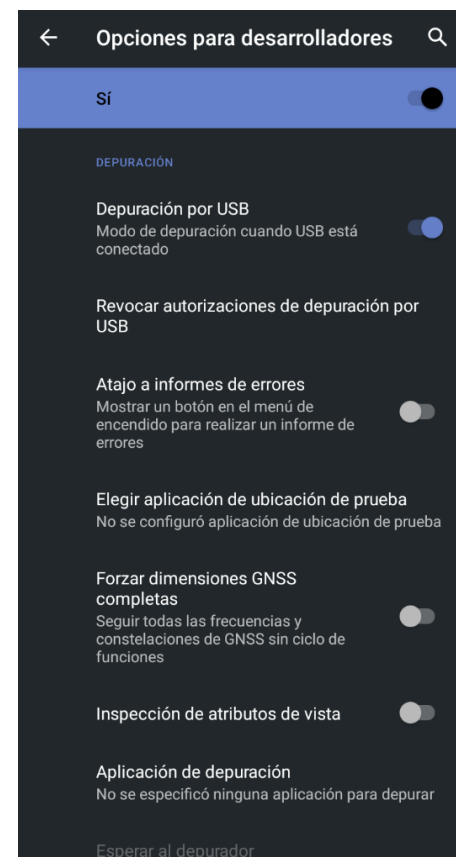 Opciones para desarrolladores
Sí
DEPURACIÓN
Depuración por USB
Modo de depuración cuando USB está
conectado
Revocar autorizaciones de depuración por
USB
Atajo a informes de errores
Mostrar un botón en el menú de
encendido para realizar un informe de
errores
Elegir aplicación de ubicación de prueba
No se configuró aplicación de ubicación de prueba
Forzar dimensiones GNSS
completas
Seguir todas las frecuencias y
constelaciones de GNSS sin ciclo de
funciones
Inspección de atributos de vista
Aplicación de depuración
No se especificó ninguna aplicación para depurar
Esperar al depurador